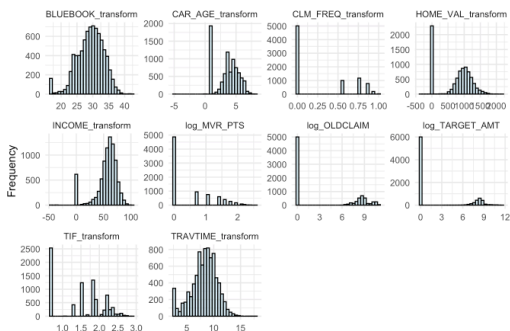 BLUEBOOK_transform CAR_AGE_transform CLM_FREQ_transform HOME_VAL_transform
600 400 200 0
20 25 30 35 40
2000 1500 1000 500 0
-5 0 5
5000 4000 3000 2000 1000 0
0.00 0.25 0.50 0.75 1.00
2000 1500 1000 500 0
-500 0 500 1000 1500 2000
INCOME_transform log_MVR_PTS log_OLDCLAIM log_TARGET_AMT
Frequency
1000 500 0
-50 0 50 100
5000 4000 3000 2000 1000 0
0 1 2
5000 4000 3000 2000 1000 0
0 3 6 9
6000 4000 2000 0
0 3 6 9 12
TIF_transform TRAVTIME_transform
2500 2000 1500 1000 500 0
1.0 1.5 2.0 2.5 3.0
800 600 400 200 0
5 10 15